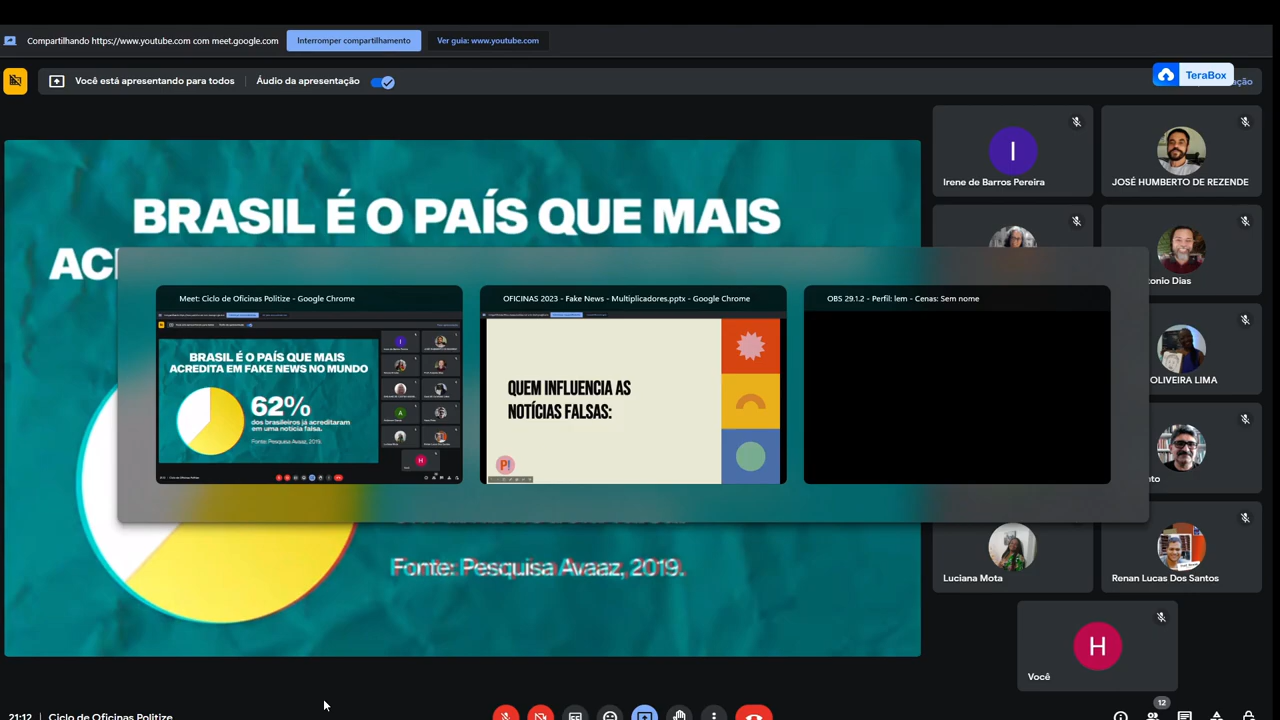 Compartilhando https://www.youtube.com com meet.google.com
Interromper compartilhamento
Ver guia: www.youtube.com
Você está apresentando para todos
Áudio da apresentação
TeraBox
I
Irene de Barros Pereira
JOSÉ HUMBERTO DE REZENDE
BRASIL É O PAÍS QUE MAIS
Meet: Ciclo de Oficinas Politize - Google Chrome
OFICINAS 2023 - Fake News - Multiplicadores.pptx - Google Chrome
OBS 29.1.2 - Perfil: lem - Cenas: Sem nome
BRASIL É O PAÍS QUE MAIS
ACREDITA EM FAKE NEWS NO MUNDO
62%
dos brasileiros já acreditaram
em uma notícia falsa.
Fonte: Pesquisa Avaaz, 2019.
QUEM INFLUENCIA AS
NOTÍCIAS FALSAS:
P!
Dias
OLIVEIRA LIMA
Fonte: Pesquisa Avaaz, 2019.
Luciana Mota
Renan Lucas Dos Santos
H
Você
12
21:12 | Ciclo de Oficinas Politize